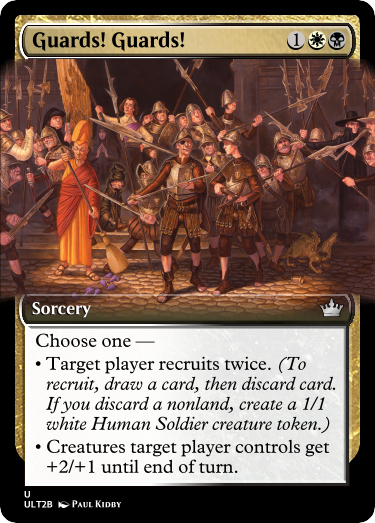 Guards! Guards! 1
Sorcery
Choose one —
• Target player recruits twice. (To
recruit, draw a card, then discard card.
If you discard a nonland, create a 1/1
white Human Soldier creature token.)
• Creatures target player controls get
+2/+1 until end of turn.
U
ULT2B Paul Kidby